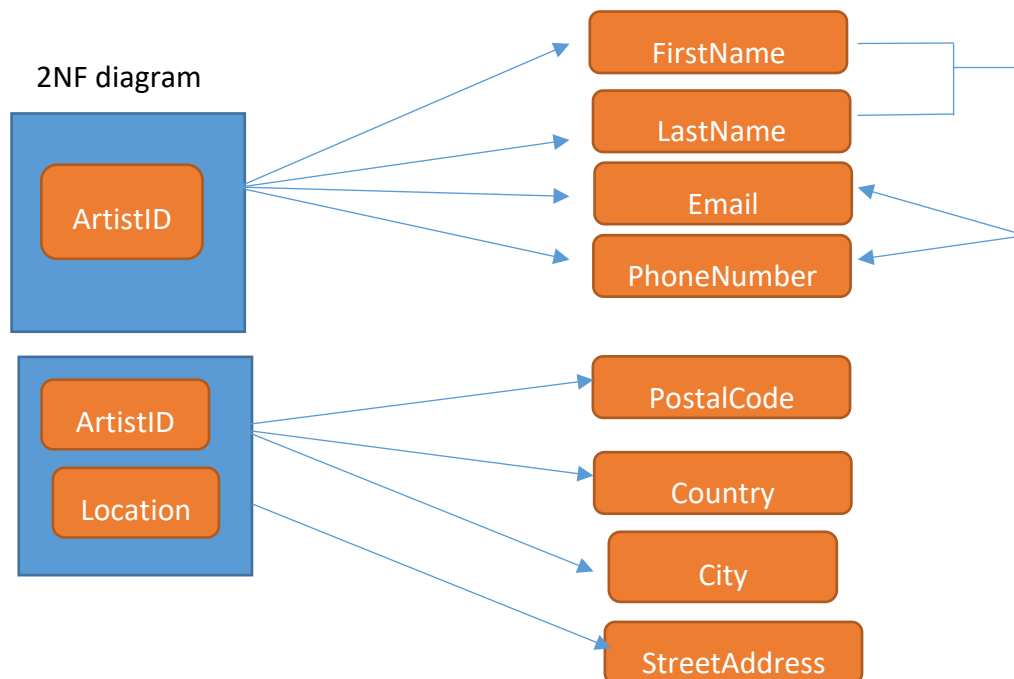 2NF diagram
ArtistID
FirstName
LastName
Email
PhoneNumber
ArtistID
Location
PostalCode
Country
City
StreetAddress